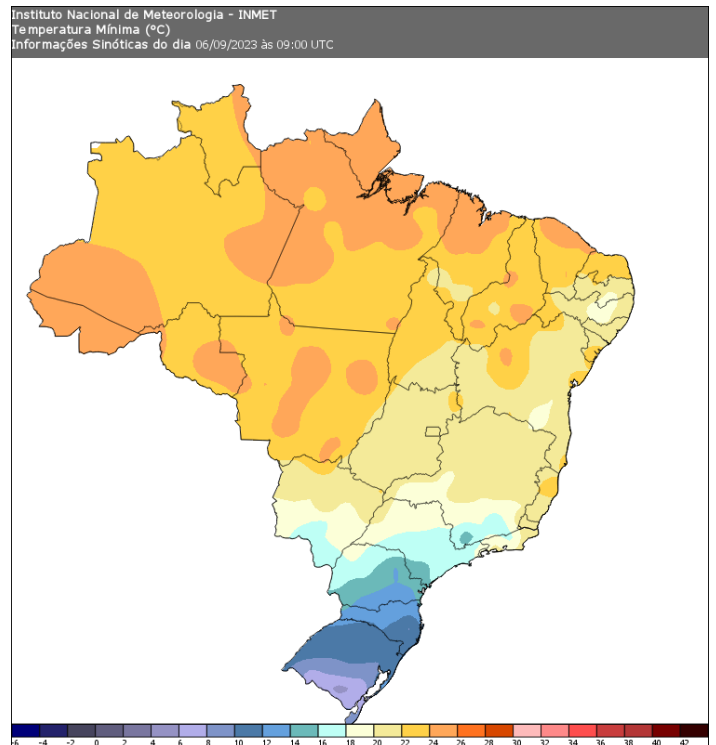 Instituto Nacional de Meteorologia - INMET
Temperatura Mínima (ºC)
Informações Sinóticas do dia 06/09/2023 às 09:00 UTC
-6 -4 -2 0 2 4 6 8 10 12 14 16 18 20 22 24 26 28 30 32 34 36 38 40 42